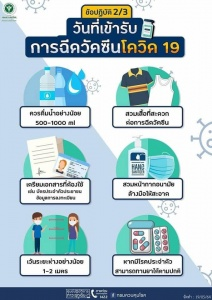 ข้อปฏิบัติ 2/3
วันที่เข้ารับ
การฉีดวัคซีนโควิด 19
ควรดื่มน้ำอย่างน้อย
500-1000 ml
สวมเสื้อที่สะดวก
ต่อการฉีดวัคซีน
เตรียมเอกสารที่ต้องใช้
เช่น บัตรประจำตัวประชาชน
ข้อมูลการลงทะเบียน
HAND
สวมหน้ากากอนามัย
ล้างมือให้สะอาด
เว้นระยะห่างอย่างน้อย
1-2 เมตร
หากมีโรคประจำตัว
สามารถทานยาได้ตามปกติ
กรมควบคุมโรค